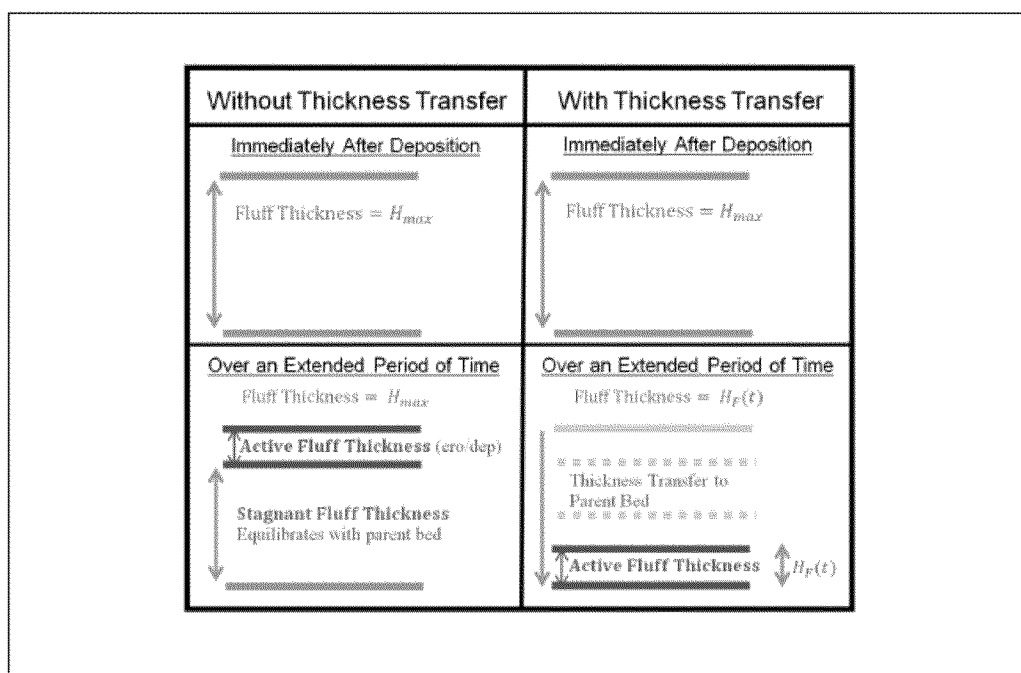 Without Thickness Transfer
With Thickness Transfer
Immediately After Deposition
Fluff Thickness = H_max
Immediately After Deposition
Fluff Thickness = H_max
Over an Extended Period of Time
Fluff Thickness = H_max
Active Fluff Thickness (ero/dep)
Stagnant Fluff Thickness
Equilibrates with parent bed
Over an Extended Period of Time
Fluff Thickness = H_F(t)
Thickness Transfer to
Parent Bed
Active Fluff Thickness
H_F(t)